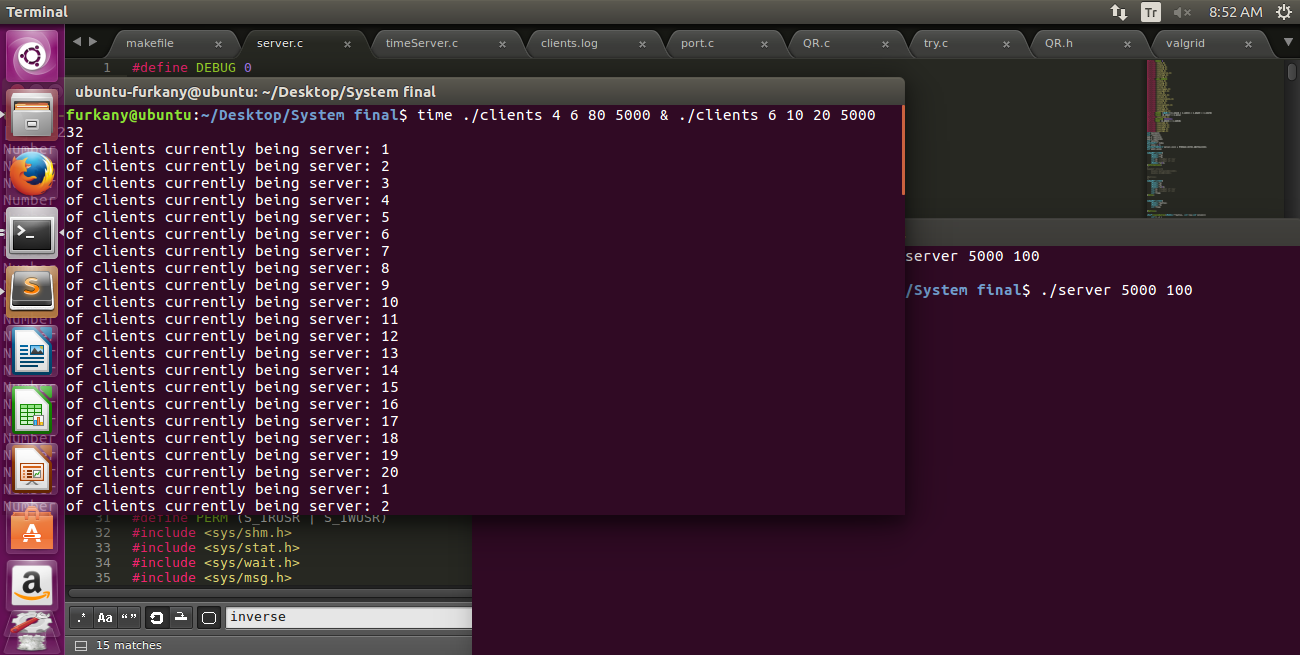 Terminal
Tr
8:52 AM
makefile
server.c
timeServer.c
clients.log
port.c
QR.c
try.c
QR.h
valgrid
1 #define DEBUG 0
ubuntu-furkany@ubuntu: ~/Desktop/System final
-furkany@ubuntu:~/Desktop/System final$ time ./clients 4 6 80 5000 & ./clients 6 10 20 5000
232
Number of clients currently being server: 1
of clients currently being server: 2
of clients currently being server: 3
of clients currently being server: 4
of clients currently being server: 5
of clients currently being server: 6
of clients currently being server: 7
of clients currently being server: 8
of clients currently being server: 9
of clients currently being server: 10
of clients currently being server: 11
of clients currently being server: 12
of clients currently being server: 13
of clients currently being server: 14
of clients currently being server: 15
of clients currently being server: 16
of clients currently being server: 17
Number of clients currently being server: 18
of clients currently being server: 19
of clients currently being server: 20
of clients currently being server: 1
Number of clients currently being server: 2
server 5000 100
/System final$ ./server 5000 100
31 #define PERM (S_IRUSR | S_IWUSR)
32 #include <sys/shm.h>
33 #include <sys/stat.h>
34 #include <sys/wait.h>
35 #include <sys/msg.h>
.* Aa “ ”
inverse
15 matches